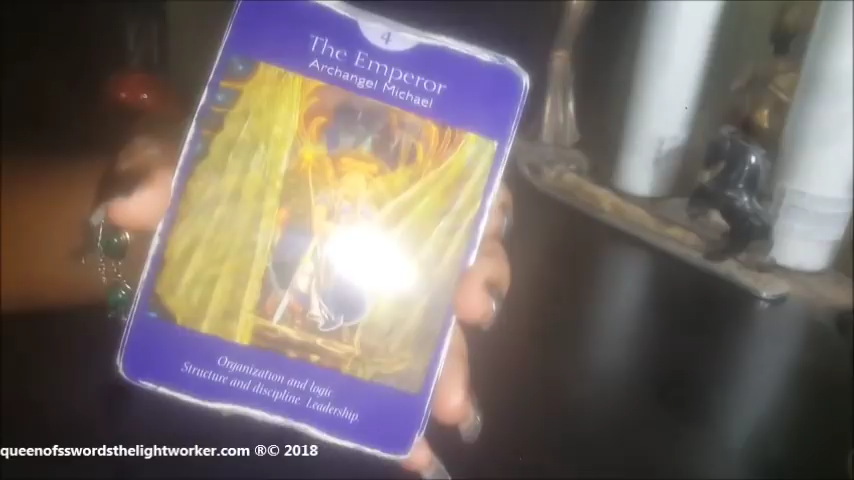 4
The Emperor
Archangel Michael
Organization and logic
Structure and discipline Leadership
queenofsswordsthelightworker.com ®© 2018